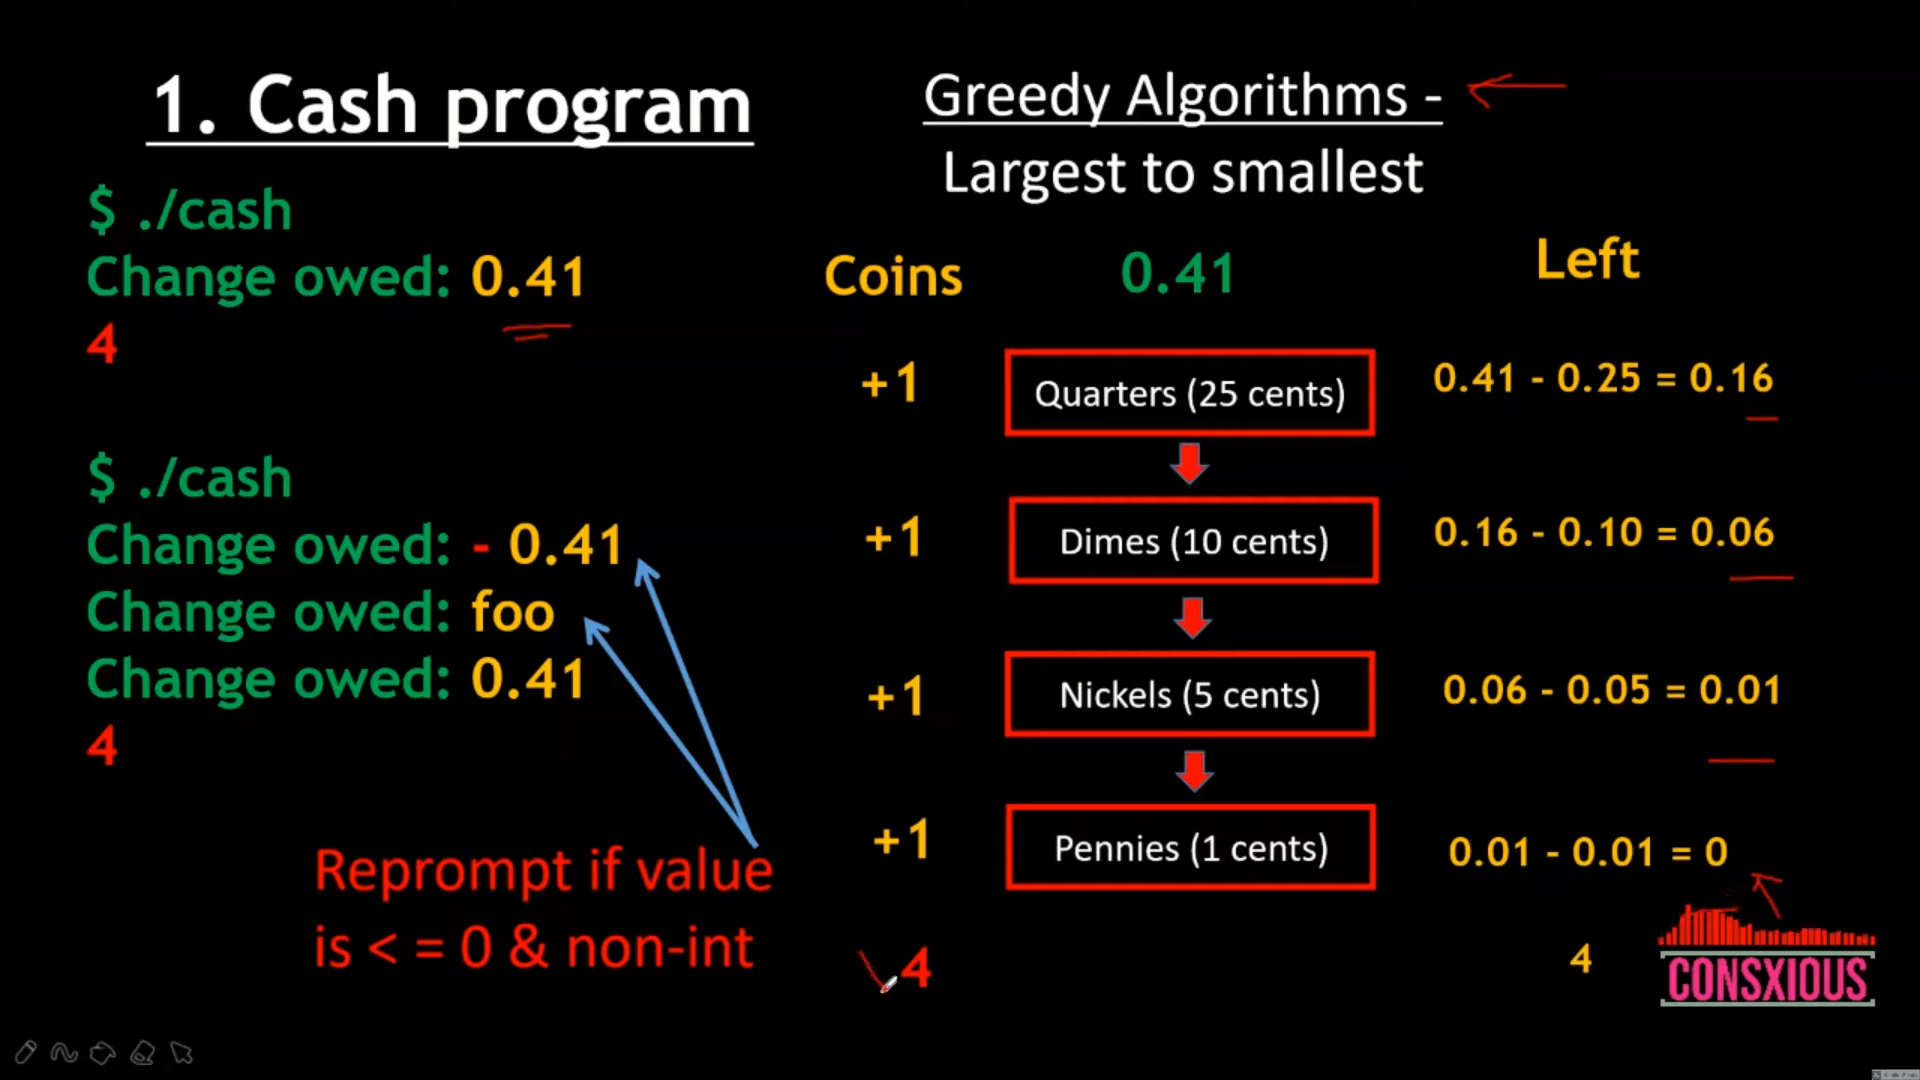 1. Cash program
$ ./cash
Change owed: 0.41
4
$ ./cash
Change owed: - 0.41
Change owed: foo
Change owed: 0.41
4
Reprompt if value
is < = 0 & non-int
Greedy Algorithms -
Largest to smallest
Coins 0.41 Left
+1 Quarters (25 cents) 0.41 - 0.25 = 0.16
+1 Dimes (10 cents) 0.16 - 0.10 = 0.06
+1 Nickels (5 cents) 0.06 - 0.05 = 0.01
+1 Pennies (1 cents) 0.01 - 0.01 = 0
4 4
CONSXIOUS